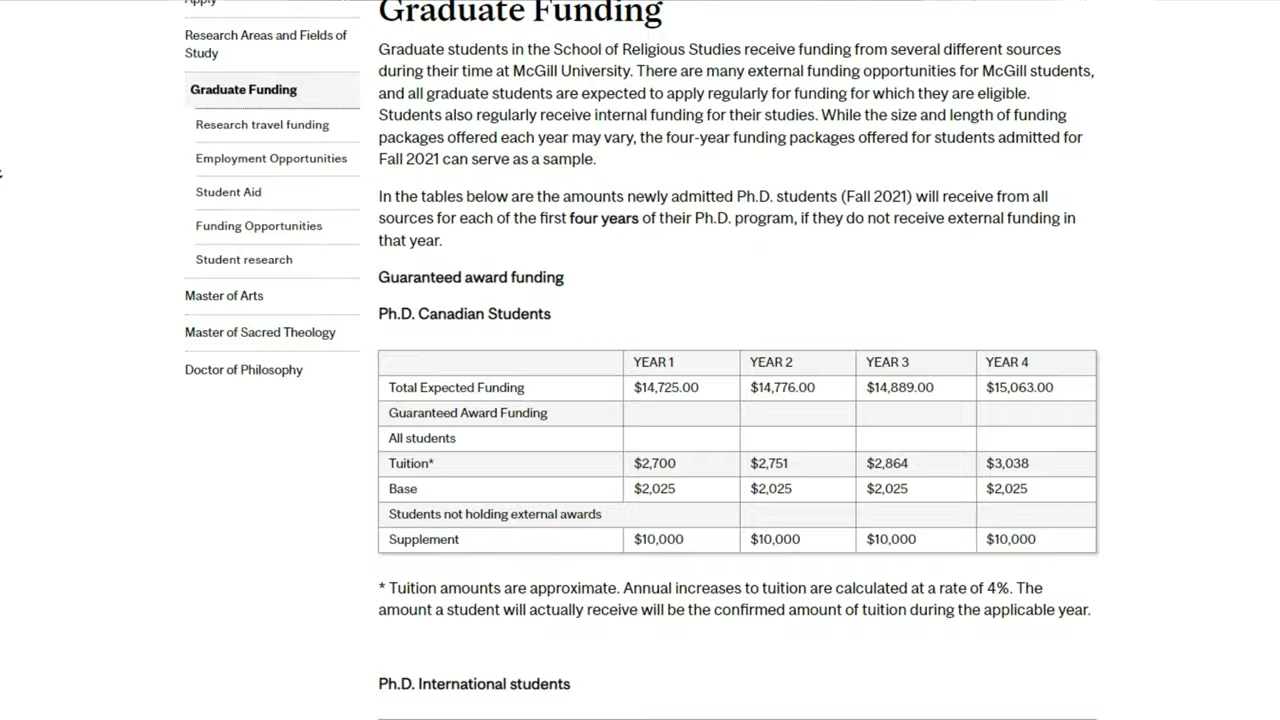 Apply
Research Areas and Fields of
Study
Graduate Funding
Research travel funding
Employment Opportunities
Student Aid
Funding Opportunities
Student research
Master of Arts
Master of Sacred Theology
Doctor of Philosophy
Graduate Funding
Graduate students in the School of Religious Studies receive funding from several different sources
during their time at McGill University. There are many external funding opportunities for McGill students,
and all graduate students are expected to apply regularly for funding for which they are eligible.
Students also regularly receive internal funding for their studies. While the size and length of funding
packages offered each year may vary, the four-year funding packages offered for students admitted for
Fall 2021 can serve as a sample.
In the tables below are the amounts newly admitted Ph.D. students (Fall 2021) will receive from all
sources for each of the first four years of their Ph.D. program, if they do not receive external funding in
that year.
Guaranteed award funding
Ph.D. Canadian Students
YEAR 1 YEAR 2 YEAR 3 YEAR 4
Total Expected Funding $14,725.00 $14,776.00 $14,889.00 $15,063.00
Guaranteed Award Funding
All students
Tuition* $2,700 $2,751 $2,864 $3,038
Base $2,025 $2,025 $2,025 $2,025
Students not holding external awards
Supplement $10,000 $10,000 $10,000 $10,000
* Tuition amounts are approximate. Annual increases to tuition are calculated at a rate of 4%. The
amount a student will actually receive will be the confirmed amount of tuition during the applicable year.
Ph.D. International students